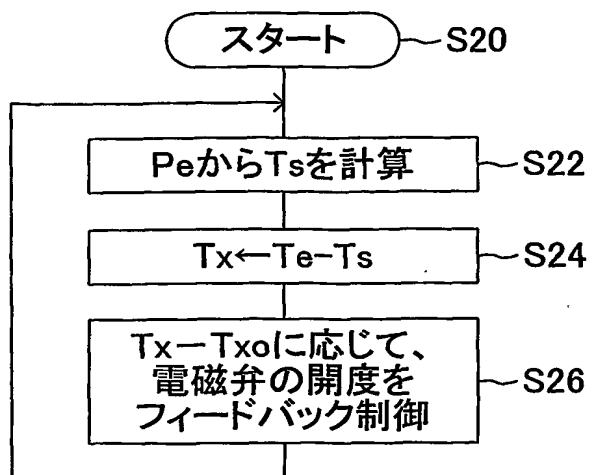 スタート S20
PeからTsを計算 S22
Tx←Te-Ts S24
Tx-Txoに応じて、
電磁弁の開度を S26
フィードバック制御